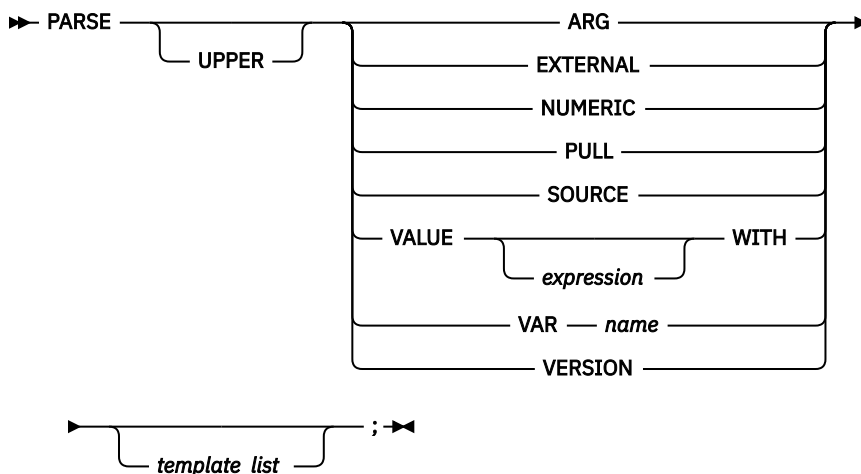 PARSE ARG
UPPER EXTERNAL
NUMERIC
PULL
SOURCE
VALUE WITH
expression
VAR name
VERSION
template_list ;